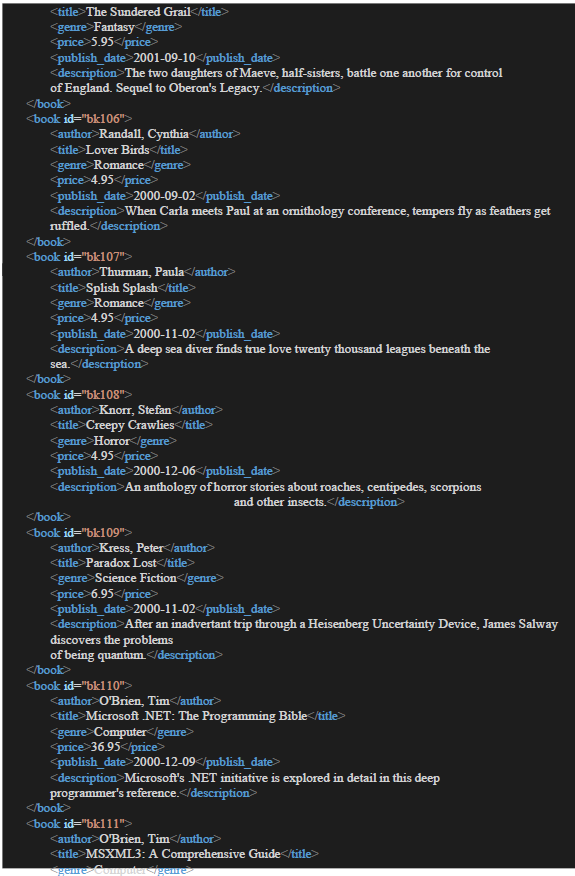 <title>The Sundered Grail</title>
<genre>Fantasy</genre>
<price>5.95</price>
<publish_date>2001-09-10</publish_date>
<description>The two daughters of Maeve, half-sisters, battle one another for control
of England. Sequel to Oberon's Legacy.</description>
</book>
<book id="bk106">
<author>Randall, Cynthia</author>
<title>Lover Birds</title>
<genre>Romance</genre>
<price>4.95</price>
<publish_date>2000-09-02</publish_date>
<description>When Carla meets Paul at an ornithology conference, tempers fly as feathers get
ruffled.</description>
</book>
<book id="bk107">
<author>Thurman, Paula</author>
<title>Splish Splash</title>
<genre>Romance</genre>
<price>4.95</price>
<publish_date>2000-11-02</publish_date>
<description>A deep sea diver finds true love twenty thousand leagues beneath the
sea.</description>
</book>
<book id="bk108">
<author>Knorr, Stefan</author>
<title>Creepy Crawlies</title>
<genre>Horror</genre>
<price>4.95</price>
<publish_date>2000-12-06</publish_date>
<description>An anthology of horror stories about roaches, centipedes, scorpions
and other insects.</description>
</book>
<book id="bk109">
<author>Kress, Peter</author>
<title>Paradox Lost</title>
<genre>Science Fiction</genre>
<price>6.95</price>
<publish_date>2000-11-02</publish_date>
<description>After an inadvertant trip through a Heisenberg Uncertainty Device, James Salway
discovers the problems
of being quantum.</description>
</book>
<book id="bk110">
<author>O'Brien, Tim</author>
<title>Microsoft .NET: The Programming Bible</title>
<genre>Computer</genre>
<price>36.95</price>
<publish_date>2000-12-09</publish_date>
<description>Microsoft's .NET initiative is explored in detail in this deep
programmer's reference.</description>
</book>
<book id="bk111">
<author>O'Brien, Tim</author>
<title>MSXML3: A Comprehensive Guide</title>
<genre>Computer</genre>